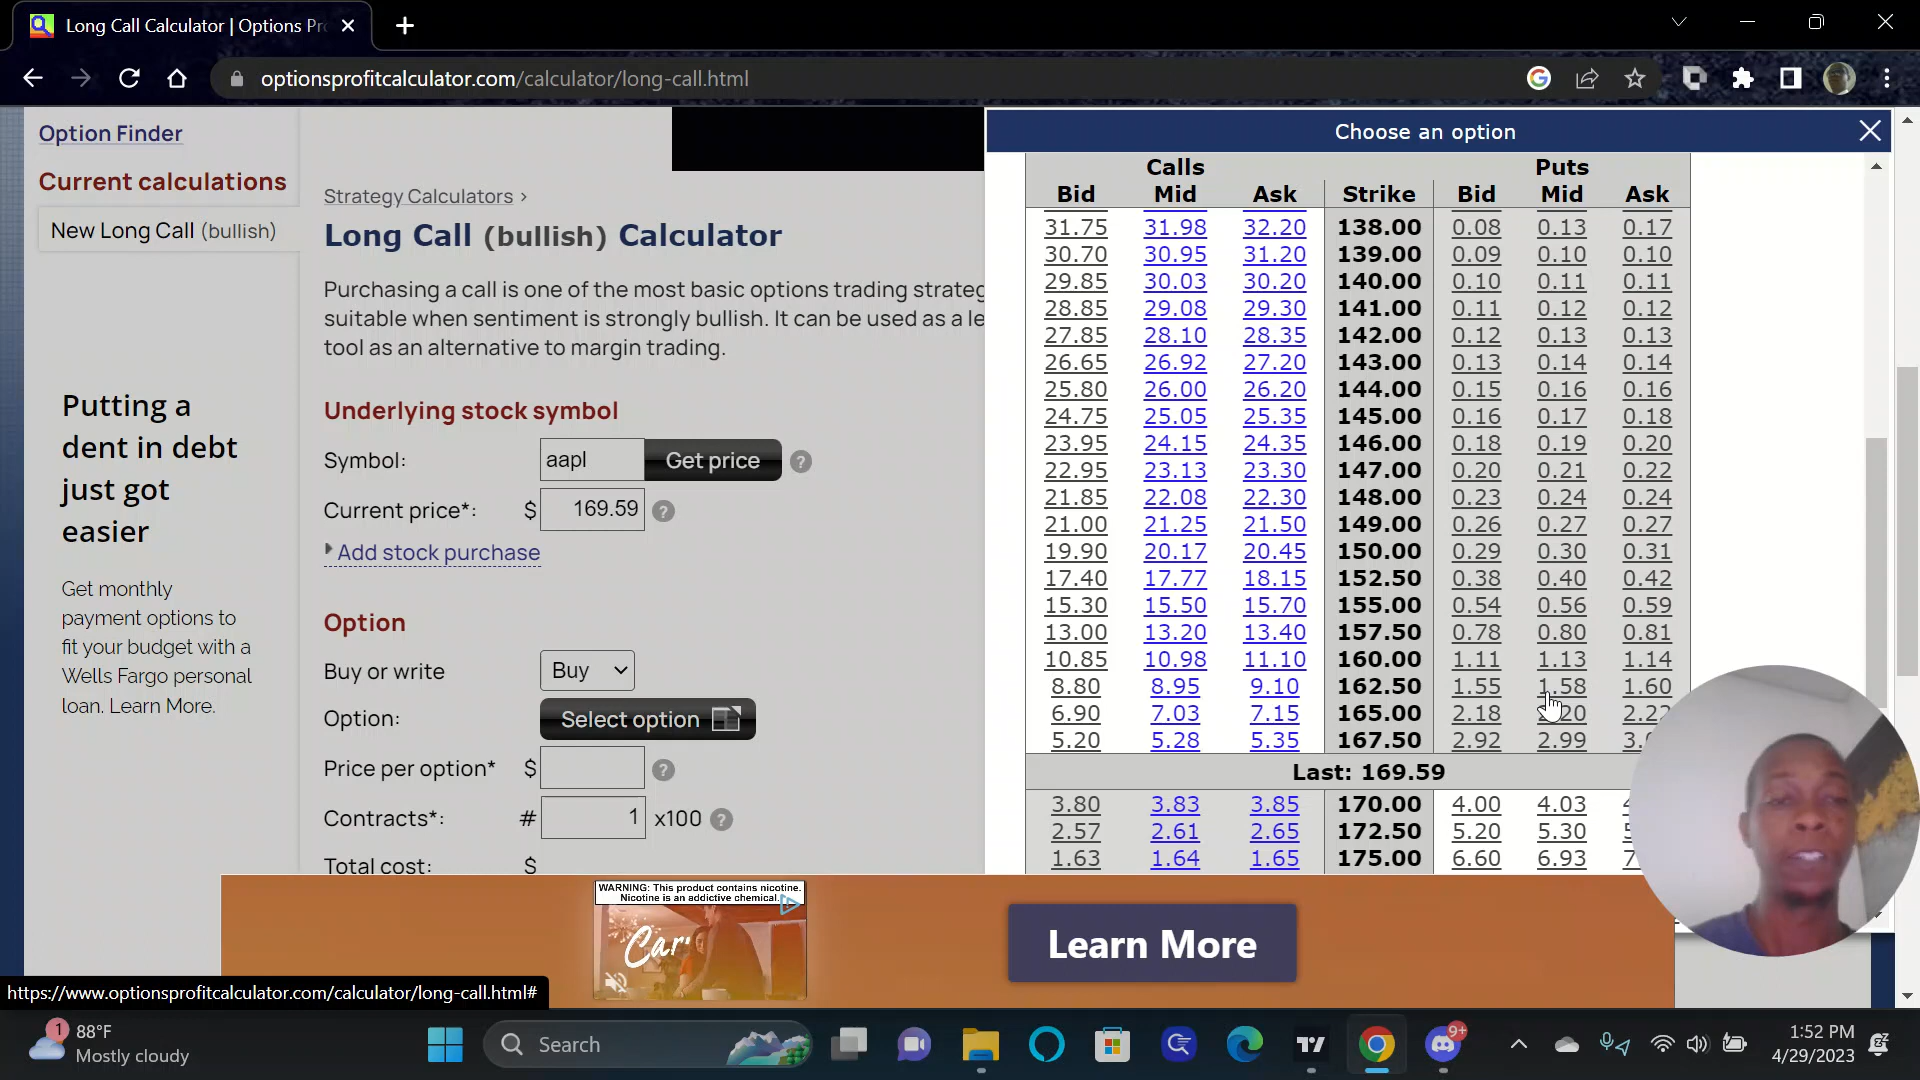 Long Call Calculator | Options Pr
optionsprofitcalculator.com/calculator/long-call.html
Option Finder
Current calculations
New Long Call (bullish)
Putting a
dent in debt
just got
easier
Get monthly
payment options to
fit your budget with a
Wells Fargo personal
loan. Learn More.
Strategy Calculators ›
Long Call (bullish) Calculator
Purchasing a call is one of the most basic options trading strateg
suitable when sentiment is strongly bullish. It can be used as a le
tool as an alternative to margin trading.
Underlying stock symbol
Symbol: aapl Get price ?
Current price*: $ 169.59 ?
Add stock purchase
Option
Buy or write Buy
Option: Select option
Price per option* $ ?
Contracts*: # 1 x100 ?
Total cost: $
Choose an option
Calls Puts
Bid Mid Ask Strike Bid Mid Ask
31.75 31.98 32.20 138.00 0.08 0.13 0.17
30.70 30.95 31.20 139.00 0.09 0.10 0.10
29.85 30.03 30.20 140.00 0.10 0.11 0.11
28.85 29.08 29.30 141.00 0.11 0.12 0.12
27.85 28.10 28.35 142.00 0.12 0.13 0.13
26.65 26.92 27.20 143.00 0.13 0.14 0.14
25.80 26.00 26.20 144.00 0.15 0.16 0.16
24.75 25.05 25.35 145.00 0.16 0.17 0.18
23.95 24.15 24.35 146.00 0.18 0.19 0.20
22.95 23.13 23.30 147.00 0.20 0.21 0.22
21.85 22.08 22.30 148.00 0.23 0.24 0.24
21.00 21.25 21.50 149.00 0.26 0.27 0.27
19.90 20.17 20.45 150.00 0.29 0.30 0.31
17.40 17.77 18.15 152.50 0.38 0.40 0.42
15.30 15.50 15.70 155.00 0.54 0.56 0.59
13.00 13.20 13.40 157.50 0.78 0.80 0.81
10.85 10.98 11.10 160.00 1.11 1.13 1.14
8.80 8.95 9.10 162.50 1.55 1.58 1.60
6.90 7.03 7.15 165.00 2.18 2.22
5.20 5.28 5.35 167.50 2.92 2.99
Last: 169.59
3.80 3.83 3.85 170.00 4.00 4.03
2.57 2.61 2.65 172.50 5.20 5.30
1.63 1.64 1.65 175.00 6.60 6.93
WARNING: This product contains nicotine.
Nicotine is an addictive chemical.
Learn More
https://www.optionsprofitcalculator.com/calculator/long-call.html#
1 88°F
Mostly cloudy
Search
9+
1:52 PM
4/29/2023